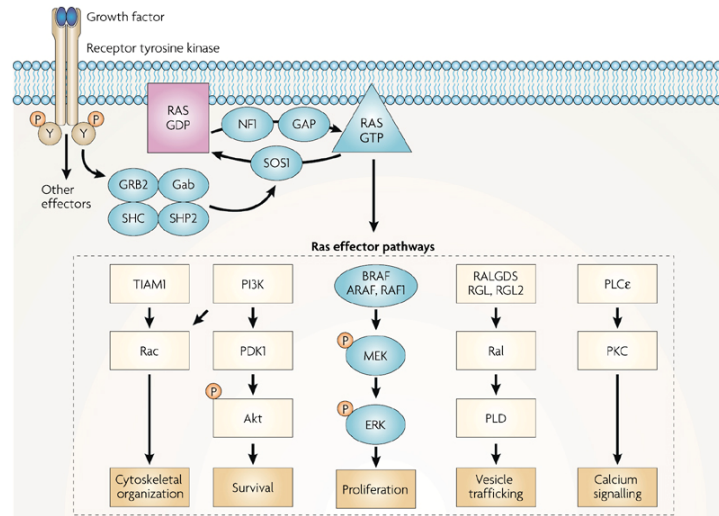 Growth factor
Receptor tyrosine kinase
P
P
Y
Y
RAS
GDP
NF1
GAP
RAS
GTP
SOS1
Other
effectors
GRB2
Gab
SHC
SHP2
Ras effector pathways
TIAM1
PI3K
BRAF
ARAF, RAF1
RALGDS
RGL, RGL2
PLCε
Rac
PDK1
P
MEK
Ral
PKC
P
Akt
P
ERK
PLD
Cytoskeletal
organization
Survival
Proliferation
Vesicle
trafficking
Calcium
signalling